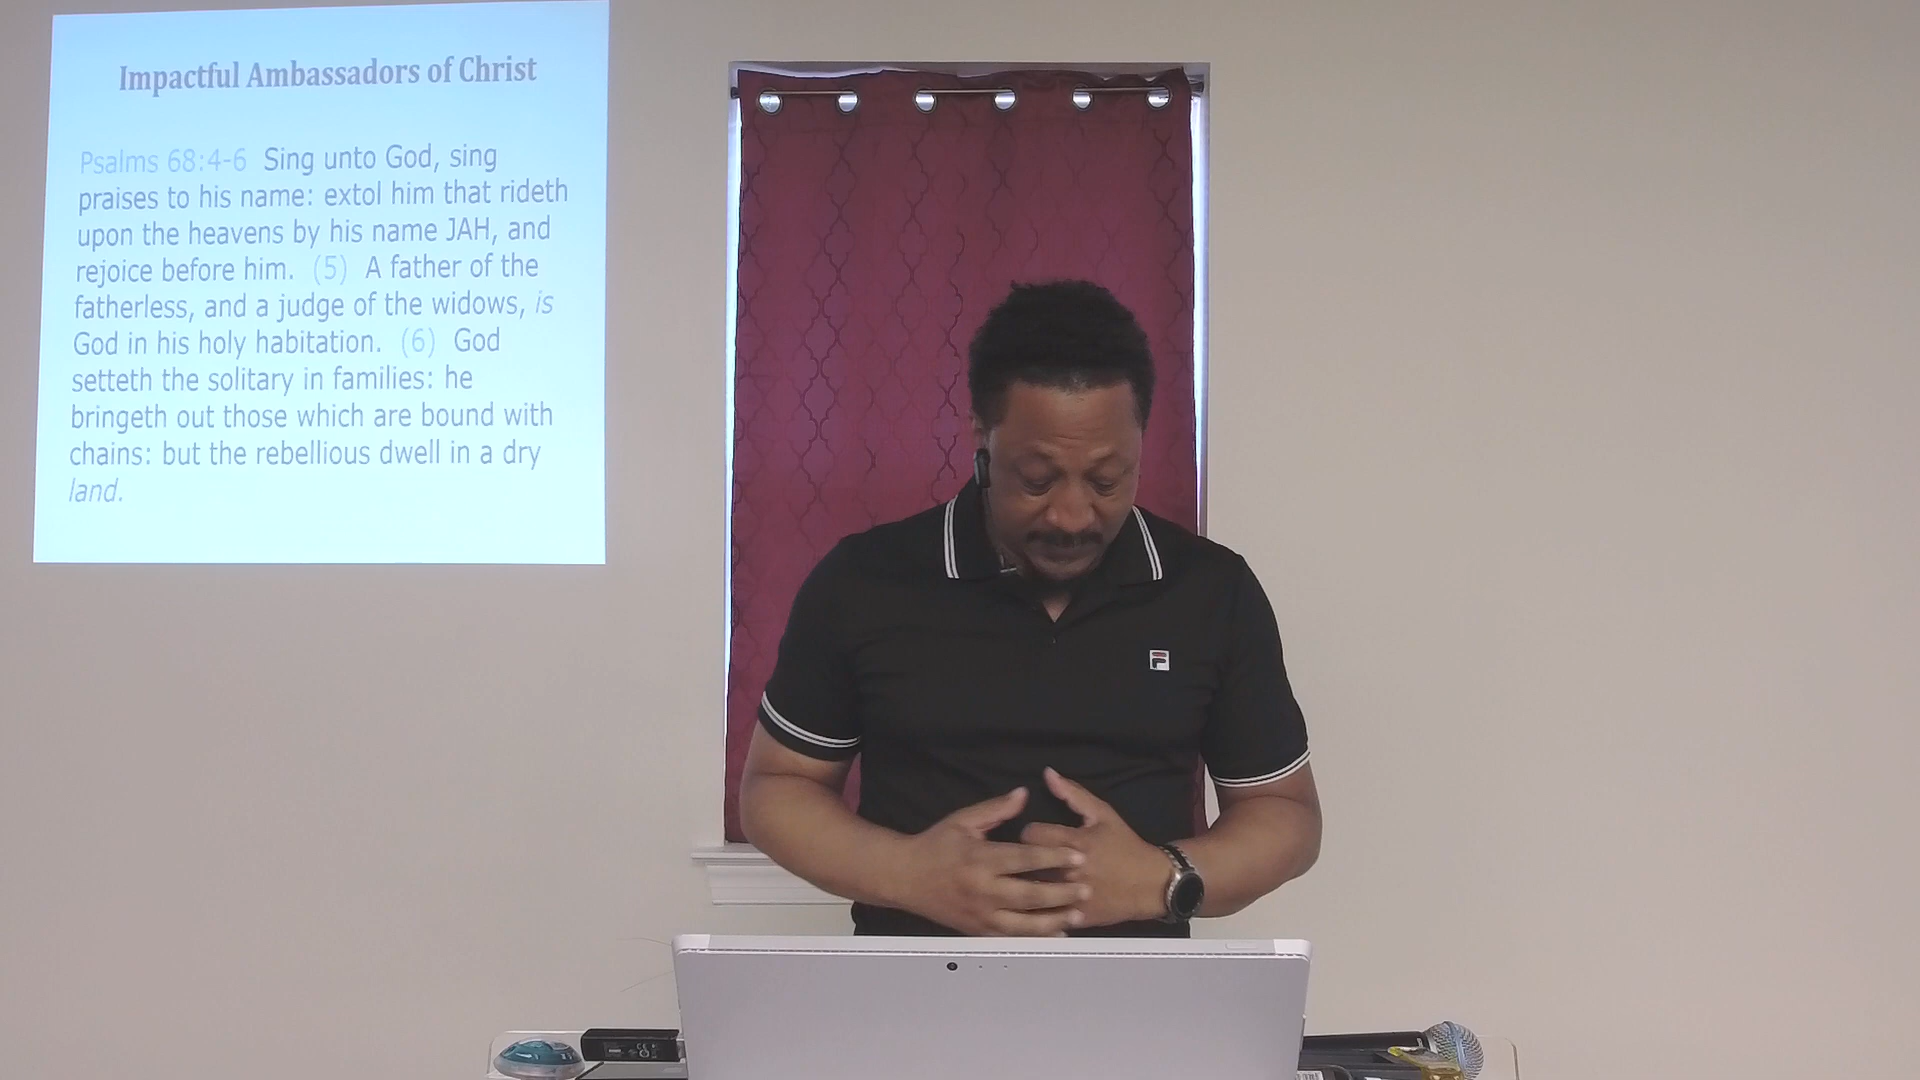 Impactful Ambassadors of Christ
Psalms 68:4-6 Sing unto God, sing
praises to his name: extol him that rideth
upon the heavens by his name JAH, and
rejoice before him. (5) A father of the
fatherless, and a judge of the widows, is
God in his holy habitation. (6) God
setteth the solitary in families: he
bringeth out those which are bound with
chains: but the rebellious dwell in a dry
land.